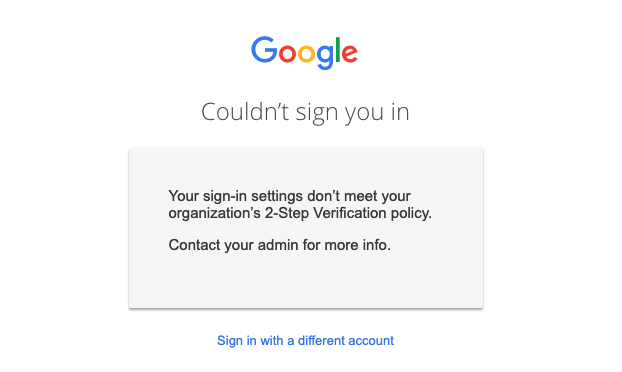 Google
Couldn't sign you in
Your sign-in settings don't meet your
organization's 2-Step Verification policy.
Contact your admin for more info.
Sign in with a different account